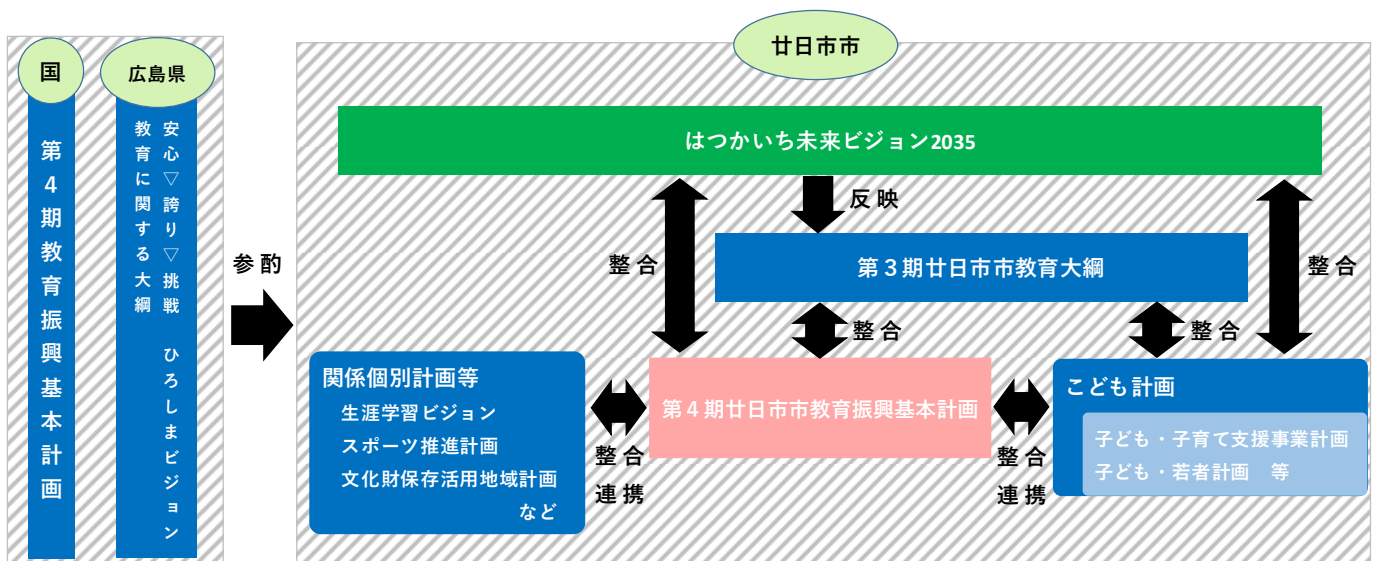 国
第4期教育振興基本計画
広島県
安心▽誇り▽挑戦　ひろしまビジョン
教育に関する大綱
参酌
廿日市市
はつかいち未来ビジョン2035
反映
整合
第３期廿日市市教育大綱
整合
整合
整合
関係個別計画等
生涯学習ビジョン
スポーツ推進計画
文化財保存活用地域計画
など
整合
連携
第４期廿日市市教育振興基本計画
整合
連携
こども計画
子ども・子育て支援事業計画
子ども・若者計画　等